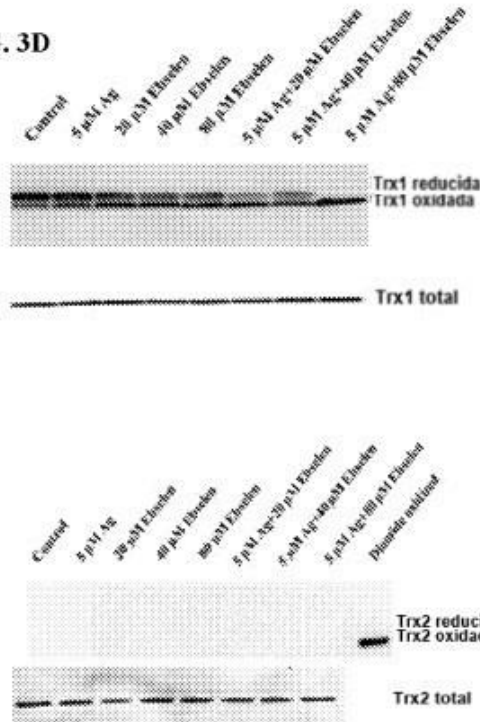 . 3D
Control
5 µM Ag
20 µM Ebselen
40 µM Ebselen
80 µM Ebselen
5 µM Ag+20 µM Ebselen
5 µM Ag+40 µM Ebselen
5 µM Ag+80 µM Ebselen
Trx1 reducida
Trx1 oxidada
Trx1 total
Control
5 µM Ag
20 µM Ebselen
40 µM Ebselen
80 µM Ebselen
5 µM Ag+20 µM Ebselen
5 µM Ag+40 µM Ebselen
5 µM Ag+80 µM Ebselen
Diamide oxidized
Trx2 reduci
Trx2 oxidad
Trx2 total